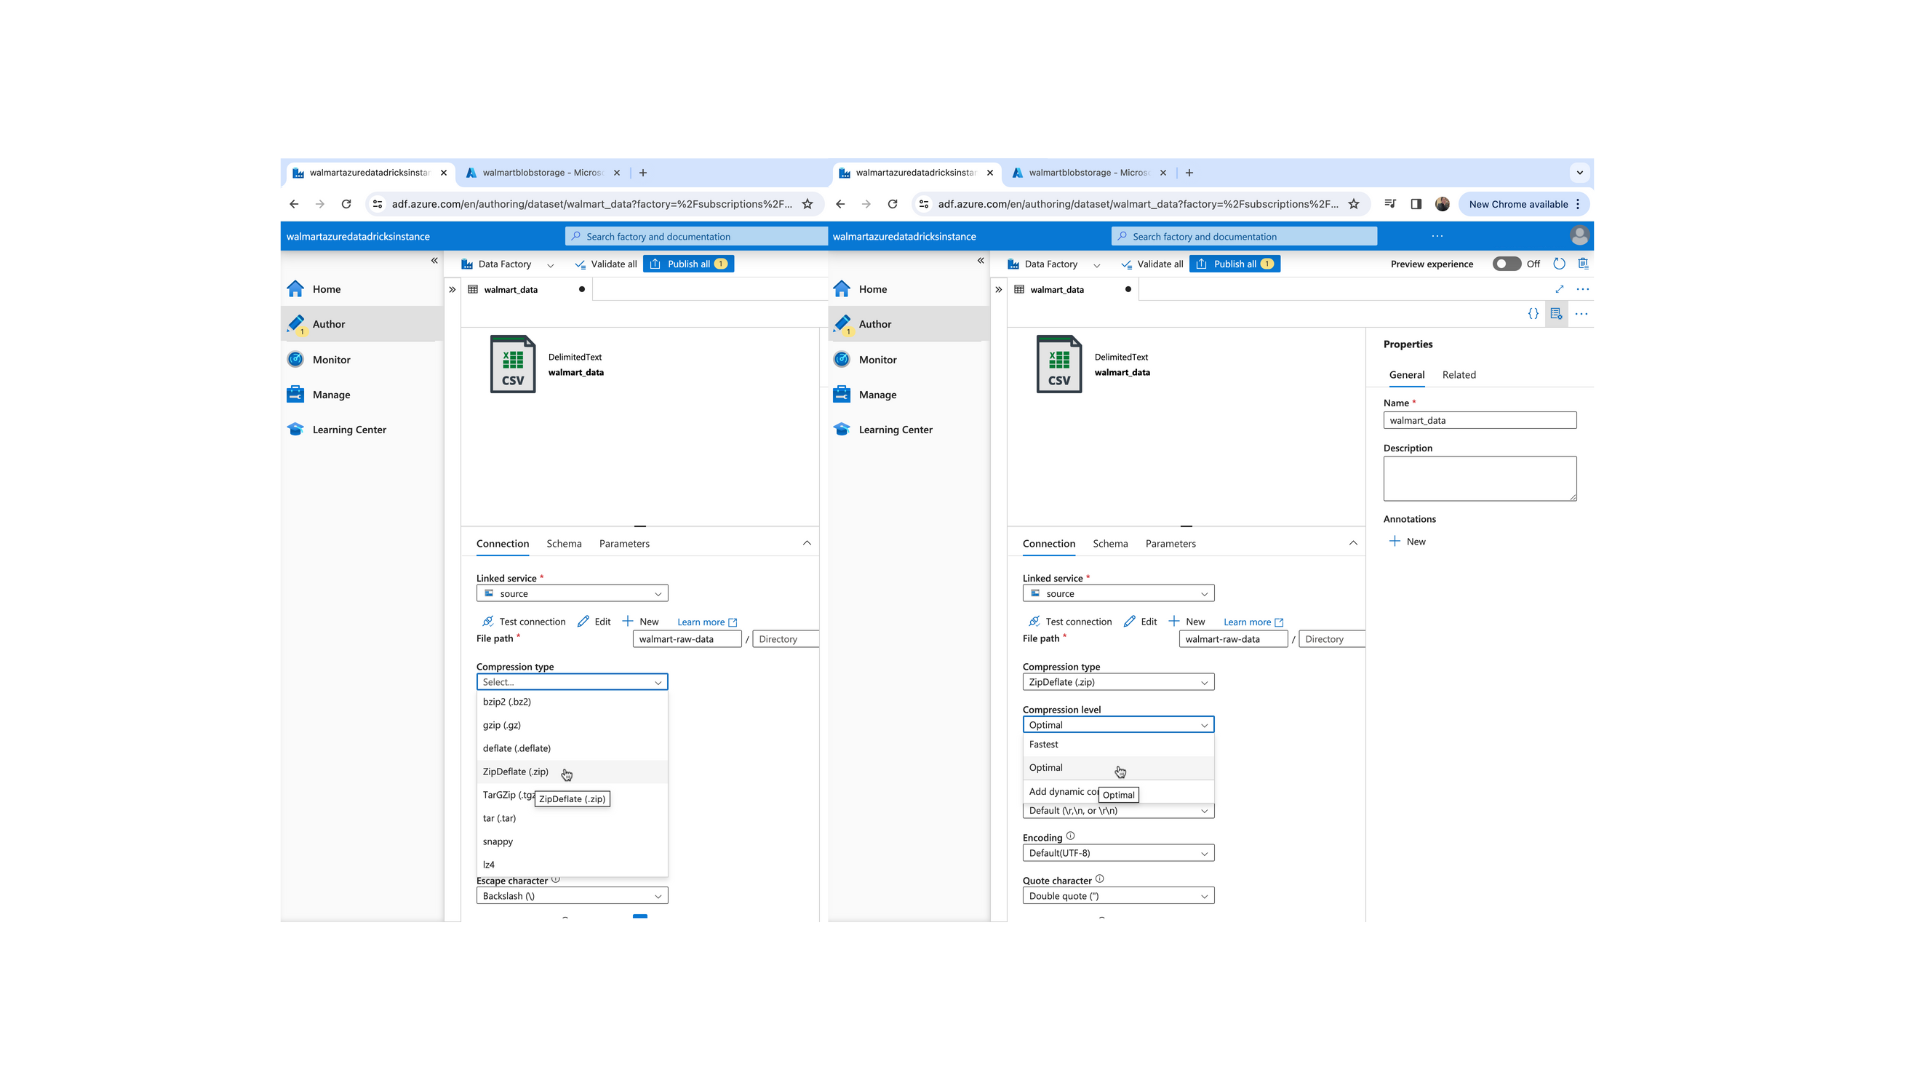 walmartazuredatadricksinsta
walmartblobstorage - Micros
adf.azure.com/en/authoring/dataset/walmart_data?factory=%2Fsubscriptions%2F...
walmartazuredatadricksinstance
Search factory and documentation
Data Factory
Validate all
Publish all 1
Home
Author
1
Monitor
Manage
Learning Center
walmart_data
CSV
DelimitedText
walmart_data
Connection Schema Parameters
Linked service *
source
Test connection Edit New Learn more
File path *
walmart-raw-data / Directory
Compression type
Select...
bzip2 (.bz2)
gzip (.gz)
deflate (.deflate)
ZipDeflate (.zip)
TarGZip (.tgz
ZipDeflate (.zip)
tar (.tar)
snappy
lz4
Escape character
Backslash (\)
walmartazuredatadricksinstar
walmartblobstorage - Micros
adf.azure.com/en/authoring/dataset/walmart_data?factory=%2Fsubscriptions%2F...
New Chrome available
walmartazuredatadricksinstance
Search factory and documentation
Data Factory
Validate all
Publish all 1
Preview experience Off
Home
Author
1
Monitor
Manage
Learning Center
walmart_data
CSV
DelimitedText
walmart_data
Connection Schema Parameters
Linked service *
source
Test connection Edit New Learn more
File path *
walmart-raw-data / Directory
Compression type
ZipDeflate (.zip)
Compression level
Optimal
Fastest
Optimal
Add dynamic co
Optimal
Default (\r,\n, or \r\n)
Encoding
Default(UTF-8)
Quote character
Double quote (")
Properties
General Related
Name *
walmart_data
Description
Annotations
New